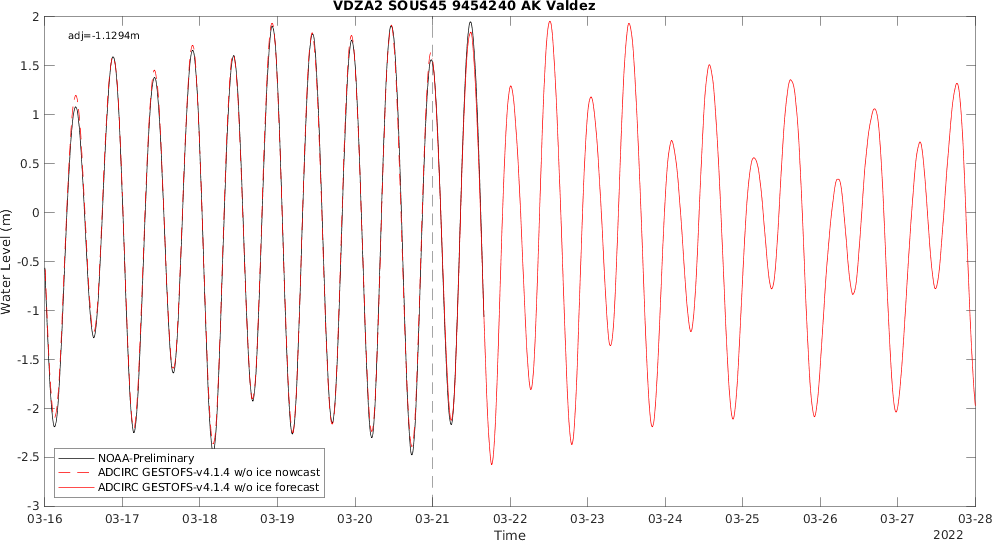 VDZA2 SOUS45 9454240 AK Valdez
adj=-1.1294m
2
1.5
1
0.5
0
-0.5
-1
-1.5
-2
-2.5
-3
Water Level (m)
NOAA-Preliminary
ADCIRC GESTOFS-v4.1.4 w/o ice nowcast
ADCIRC GESTOFS-v4.1.4 w/o ice forecast
03-16 03-17 03-18 03-19 03-20 03-21 03-22 03-23 03-24 03-25 03-26 03-27 03-28
Time
2022